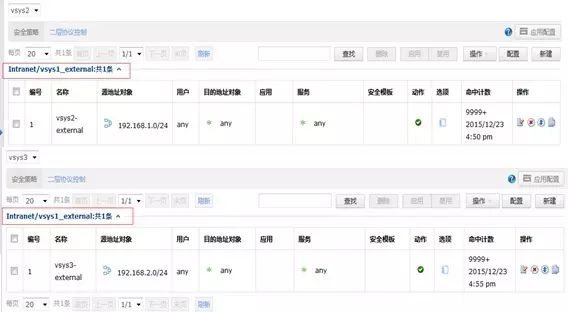 vsys2
安全策略 二层协议控制 应用配置
每页 20 共1条 首页 上一页 1/1 下一页 末页 刷新 查找 删除 启用 禁用 操作 配置 新建
Intranet/vsys1_external:共1条
编号 名称 源地址对象 用户 目的地址对象 应用 服务 安全模板 动作 选项 命中计数 操作
1 vsys2-external 192.168.1.0/24 any any any 9999+ 2015/12/23 4:50 pm
vsys3
安全策略 二层协议控制 应用配置
每页 20 共1条 首页 上一页 1/1 下一页 末页 刷新 查找 删除 启用 禁用 操作 配置 新建
Intranet/vsys1_external:共1条
编号 名称 源地址对象 用户 目的地址对象 应用 服务 安全模板 动作 选项 命中计数 操作
1 vsys3-external 192.168.2.0/24 any any any 9999+ 2015/12/23 4:55 pm
每页 20 共1条 首页 上一页 1/1 下一页 末页 刷新